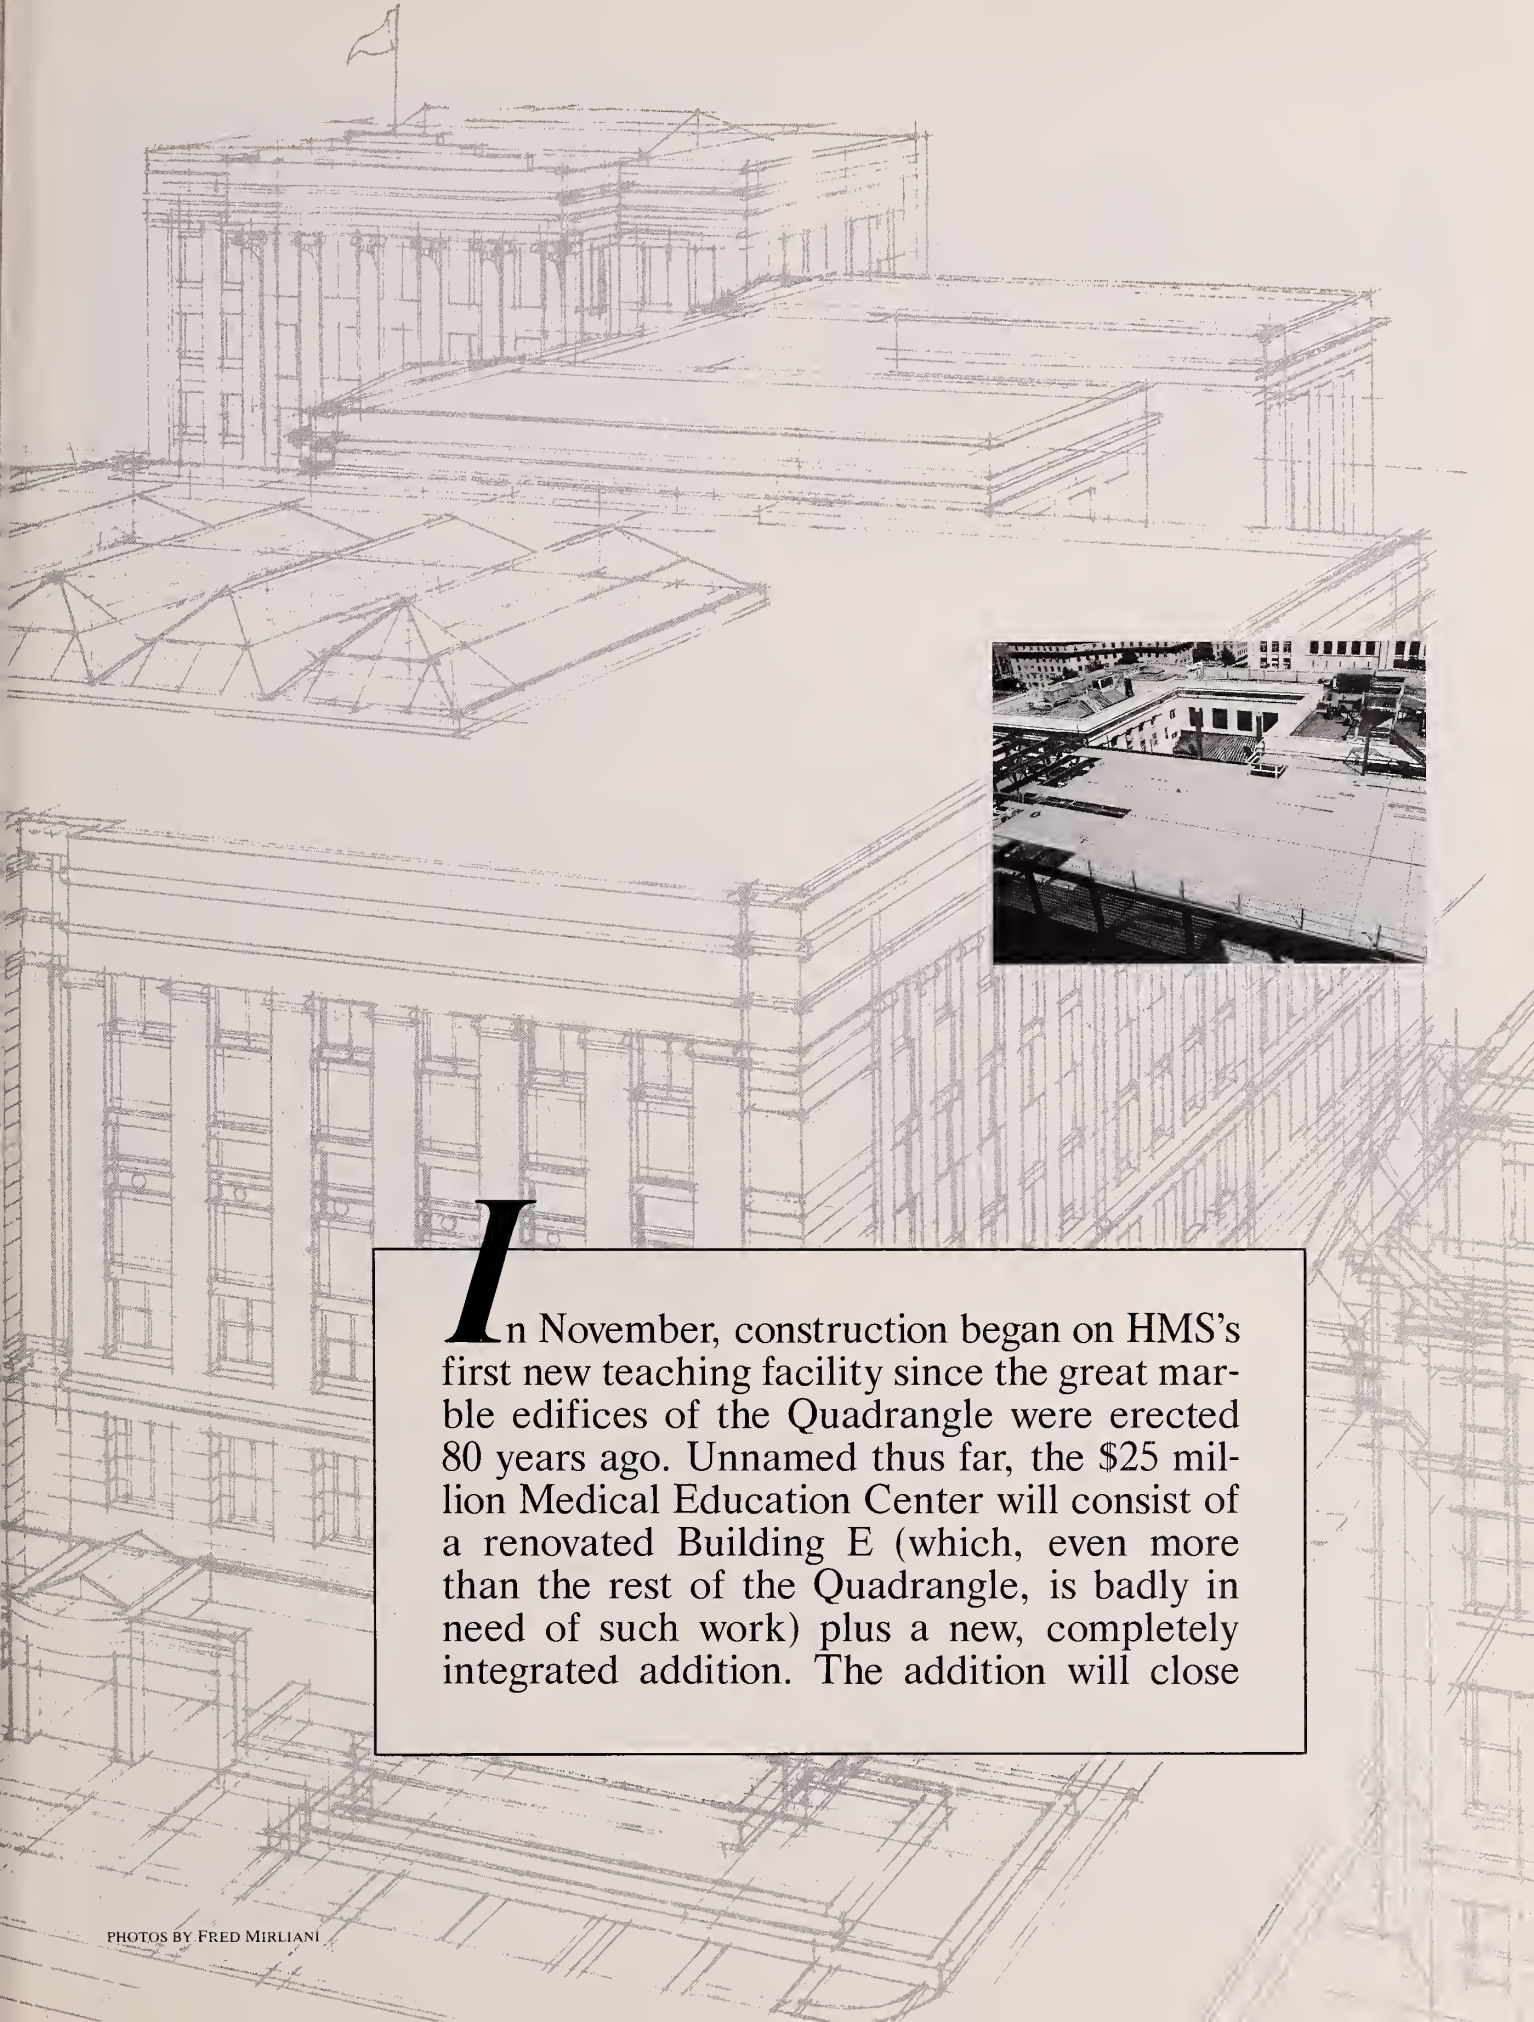 In November, construction began on HMS's
first new teaching facility since the great mar-
ble edifices of the Quadrangle were erected
80 years ago. Unnamed thus far, the $25 mil-
lion Medical Education Center will consist of
a renovated Building E (which, even more
than the rest of the Quadrangle, is badly in
need of such work) plus a new, completely
integrated addition. The addition will close
PHOTOS BY FRED MIRLIANI